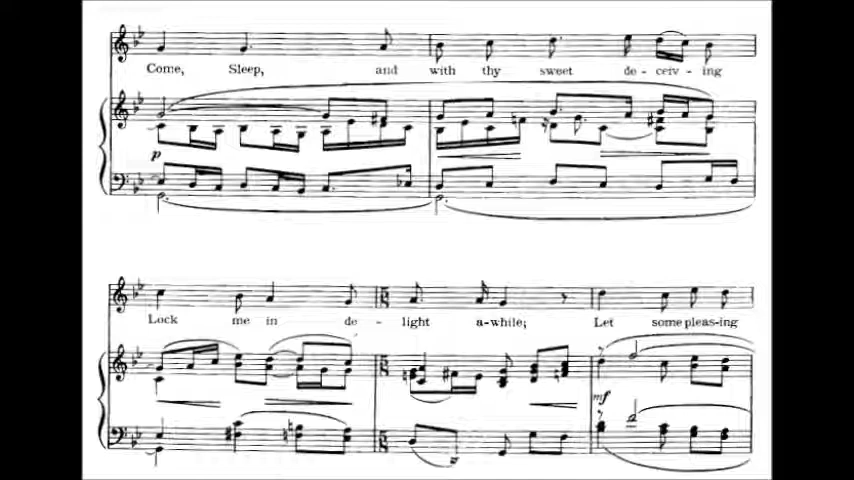 Come, Sleep, and with thy sweet de - ceiv - ing
p
Lock me in de - light a-while; Let some pleas-ing
mf